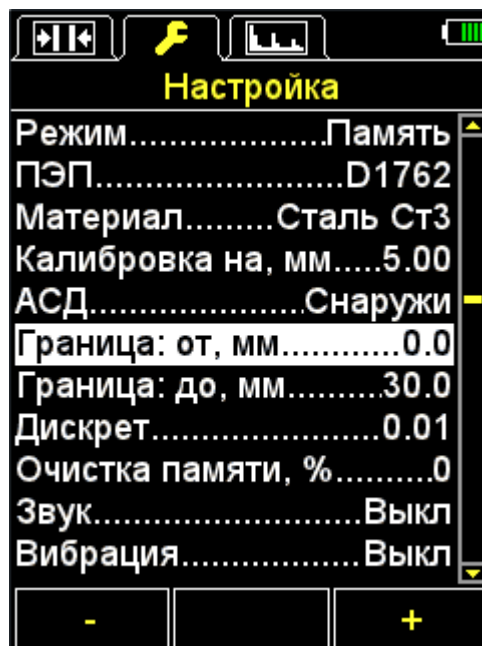 Настройка
Режим.....................Память
ПЭП..........................D1762
Материал.........Сталь Ст3
Калибровка на, мм.....5.00
АСД......................Снаружи
Граница: от, мм............0.0
Граница: до, мм..........30.0
Дискрет........................0.01
Очистка памяти, %..........0
Звук............................Выкл
Вибрация...................Выкл
- +